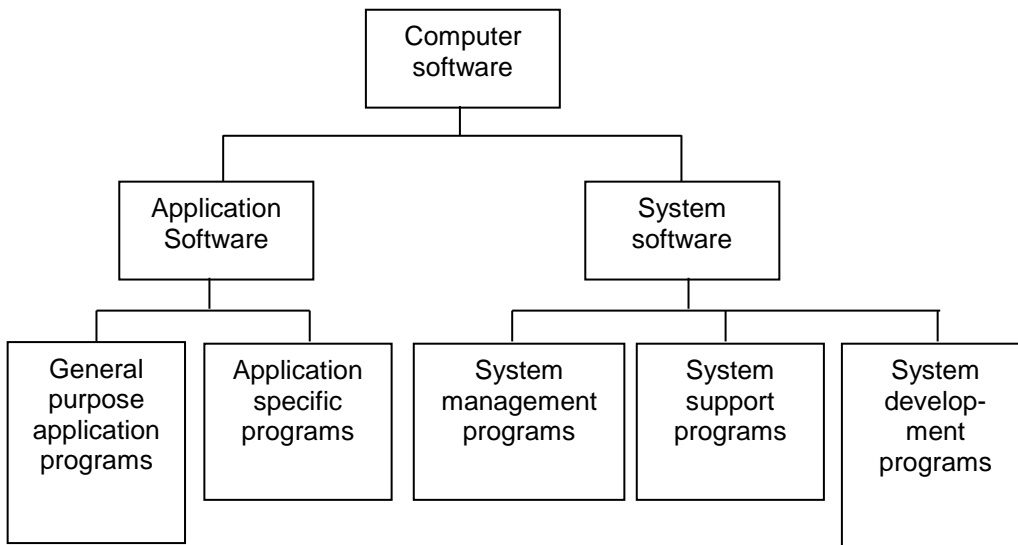 Computer
software
Application
Software
System
software
General
purpose
application
programs
Application
specific
programs
System
management
programs
System
support
programs
System
develop-
ment
programs